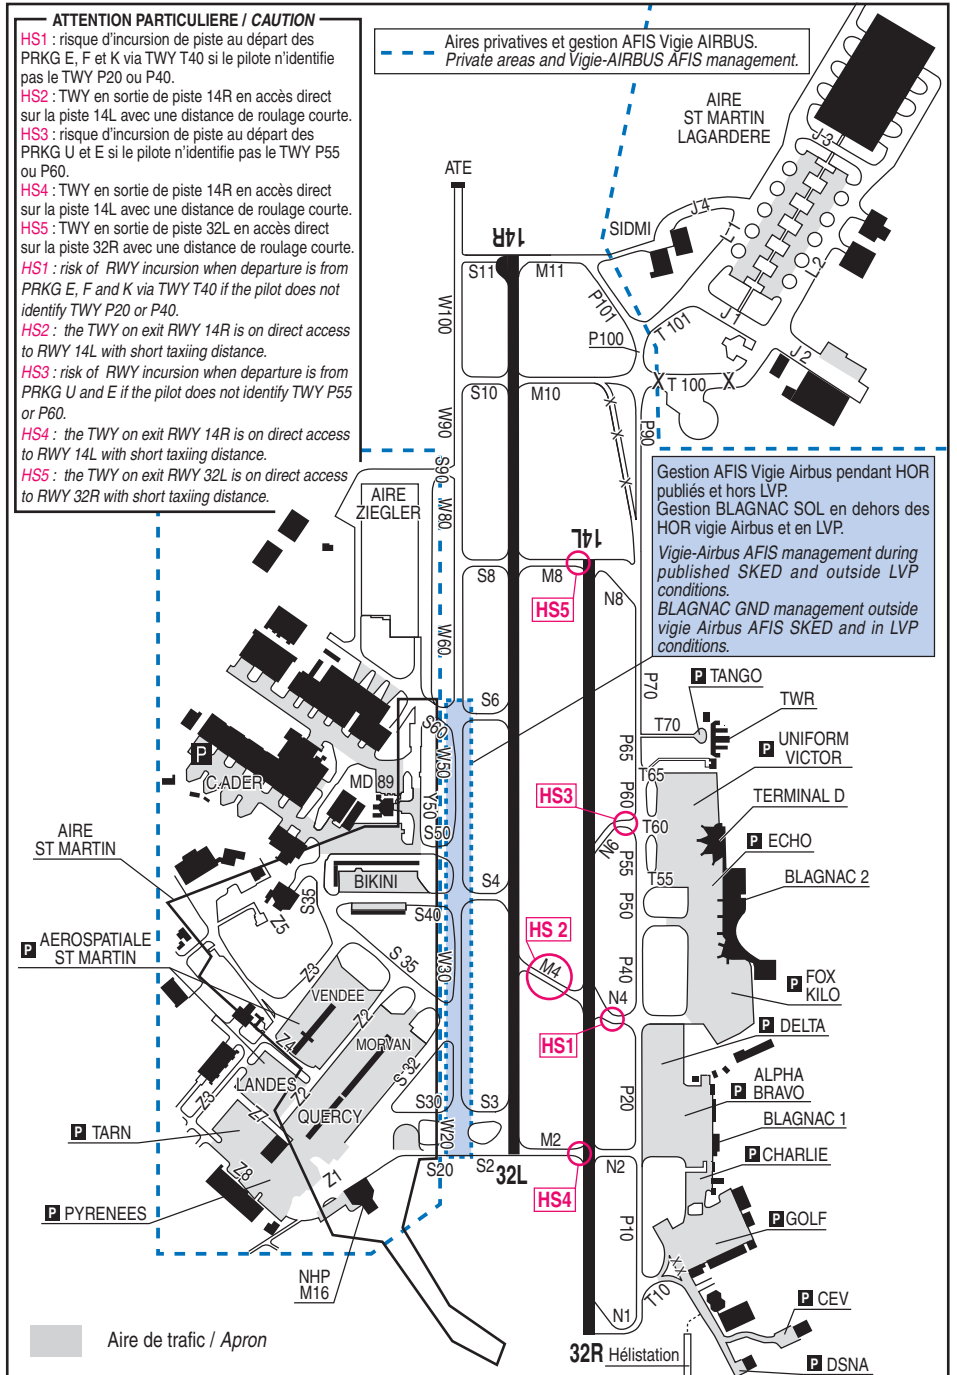 ATTENTION PARTICULIERE / CAUTION
HS1 : risque d'incursion de piste au départ des
PRKG E, F et K via TWY T40 si le pilote n'identifie
pas le TWY P20 ou P40.
HS2 : TWY en sortie de piste 14R en accès direct
sur la piste 14L avec une distance de roulage courte.
HS3 : risque d'incursion de piste au départ des
PRKG U et E si le pilote n'identifie pas le TWY P55
ou P60.
HS4 : TWY en sortie de piste 14R en accès direct
sur la piste 14L avec une distance de roulage courte.
HS5 : TWY en sortie de piste 32L en accès direct
sur la piste 32R avec une distance de roulage courte.
HS1 : risk of RWY incursion when departure is from
PRKG E, F and K via TWY T40 if the pilot does not
identify TWY P20 or P40.
HS2 : the TWY on exit RWY 14R is on direct access
to RWY 14L with short taxiing distance.
HS3 : risk of RWY incursion when departure is from
PRKG U and E if the pilot does not identify TWY P55
or P60.
HS4 : the TWY on exit RWY 14R is on direct access
to RWY 14L with short taxiing distance.
HS5 : the TWY on exit RWY 32L is on direct access
to RWY 32R with short taxiing distance.
Aires privatives et gestion AFIS Vigie AIRBUS.
Private areas and Vigie-AIRBUS AFIS management.
AIRE
ST MARTIN
LAGARDERE
J3
ATE
J4
SIDMI
L1
L2
14R
S11
M11
P101
W100
J1
T 101
P100
J2
T 100
S10
M10
W90
P90
S90
AIRE
ZIEGLER
W80
Gestion AFIS Vigie Airbus pendant HOR
publiés et hors LVP.
Gestion BLAGNAC SOL en dehors des
HOR vigie Airbus et en LVP.
Vigie-Airbus AFIS management during
published SKED and outside LVP
conditions.
BLAGNAC GND management outside
vigie Airbus AFIS SKED and in LVP
conditions.
14L
S8
M8
N8
HS5
W60
P70
P TANGO
S6
TWR
T70
S60
P65
P UNIFORM
VICTOR
P
C.ADER
MD 89
W50
Y50
T65
P60
HS3
TERMINAL D
T60
AIRE
ST MARTIN
S50
N6
P ECHO
P55
BIKINI
S4
T55
BLAGNAC 2
S35
S40
P50
Z5
HS 2
P AEROSPATIALE
ST MARTIN
S 35
W30
M4
P40
Z3
VENDEE
P FOX
KILO
Z2
N4
P DELTA
Z4
MORVAN
HS1
LANDES
S 32
ALPHA
P BRAVO
Z3
Z7
Z2
QUERCY
S30
S3
P20
BLAGNAC 1
P TARN
W20
M2
P CHARLIE
Z8
Z1
S20
S2
32L
N2
HS4
P PYRENEES
P10
P GOLF
NHP
M16
T10
P CEV
N1
Aire de trafic / Apron
32R
Hélistation
P DSNA